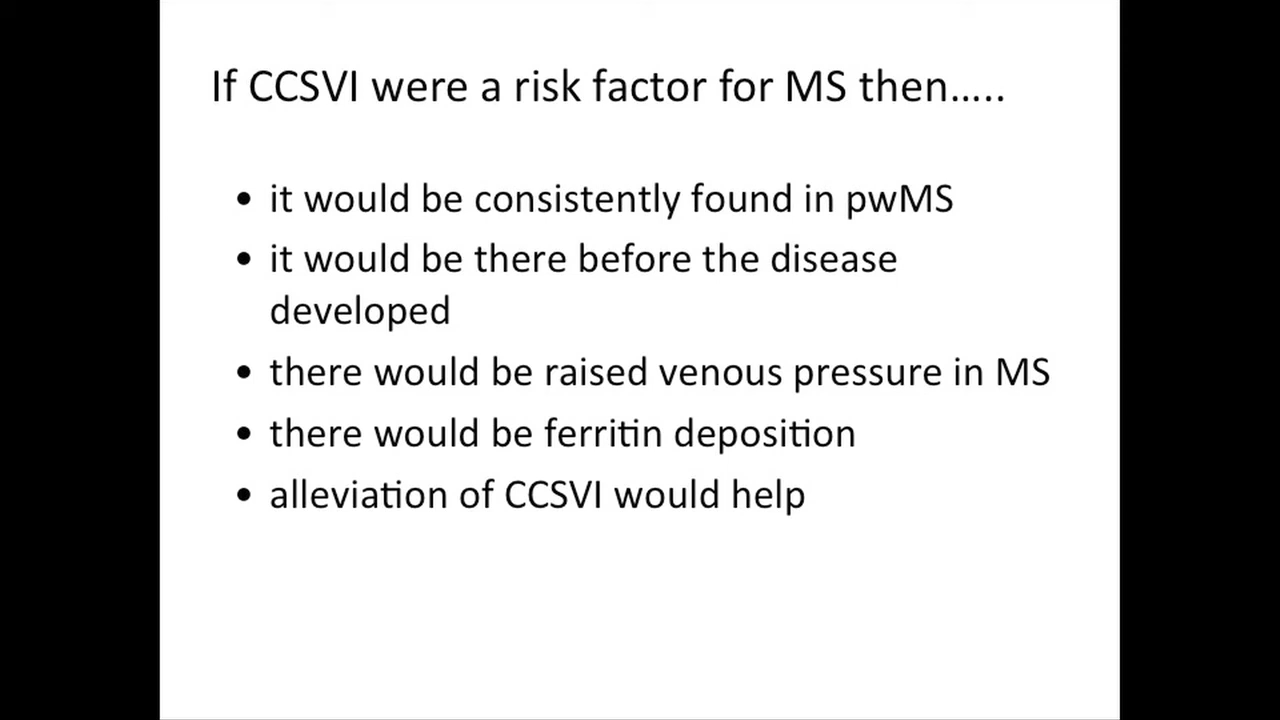 If CCSVI were a risk factor for MS then…..
• it would be consistently found in pwMS
• it would be there before the disease
developed
• there would be raised venous pressure in MS
• there would be ferritin deposition
• alleviation of CCSVI would help